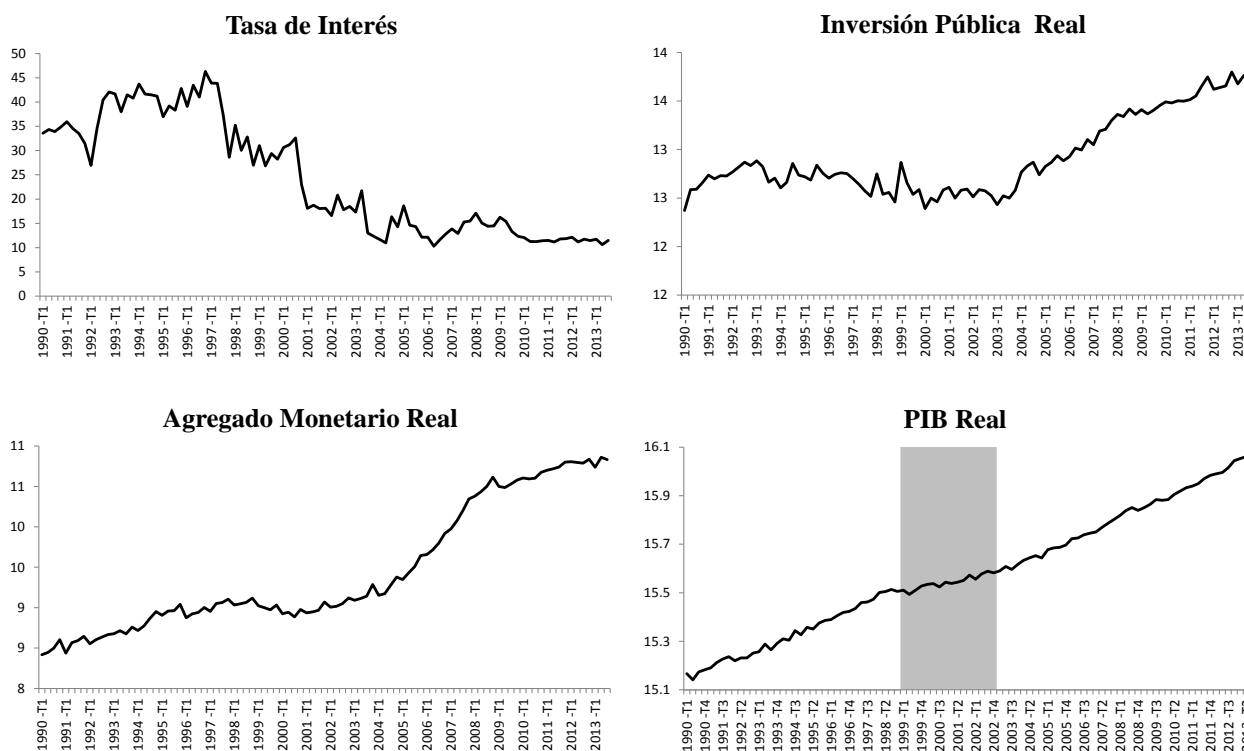 Tasa de Interés
50
45
40
35
30
25
20
15
10
5
0
1990 -T1
1991 -T1
1992 -T1
1993 -T1
1994 -T1
1995 -T1
1996 -T1
1997 -T1
1998 -T1
1999 -T1
2000 -T1
2001 -T1
2002 -T1
2003 -T1
2004 -T1
2005 -T1
2006 -T1
2007 -T1
2008 -T1
2009 -T1
2010 -T1
2011 -T1
2012 -T1
2013 -T1
Inversión Pública Real
14
14
13
13
12
12
1990 -T1
1991 -T1
1992 -T1
1993 -T1
1994 -T1
1995 -T1
1996 -T1
1997 -T1
1998 -T1
1999 -T1
2000 -T1
2001 -T1
2002 -T1
2003 -T1
2004 -T1
2005 -T1
2006 -T1
2007 -T1
2008 -T1
2009 -T1
2010 -T1
2011 -T1
2012 -T1
2013 -T1
Agregado Monetario Real
11
11
10
10
9
9
8
1990 -T1
1991 -T1
1992 -T1
1993 -T1
1994 -T1
1995 -T1
1996 -T1
1997 -T1
1998 -T1
1999 -T1
2000 -T1
2001 -T1
2002 -T1
2003 -T1
2004 -T1
2005 -T1
2006 -T1
2007 -T1
2008 -T1
2009 -T1
2010 -T1
2011 -T1
2012 -T1
2013 -T1
PIB Real
16.1
15.9
15.7
15.5
15.3
15.1
1990 -T1
1990 -T4
1991 -T3
1992 -T2
1993 -T1
1993 -T4
1994 -T3
1995 -T2
1996 -T1
1996 -T4
1997 -T3
1998 -T2
1999 -T1
1999 -T4
2000 -T3
2001 -T2
2002 -T1
2002 -T4
2003 -T3
2004 -T2
2005 -T1
2005 -T4
2006 -T3
2007 -T2
2008 -T1
2008 -T4
2009 -T3
2010 -T2
2011 -T1
2011 -T4
2012 -T3